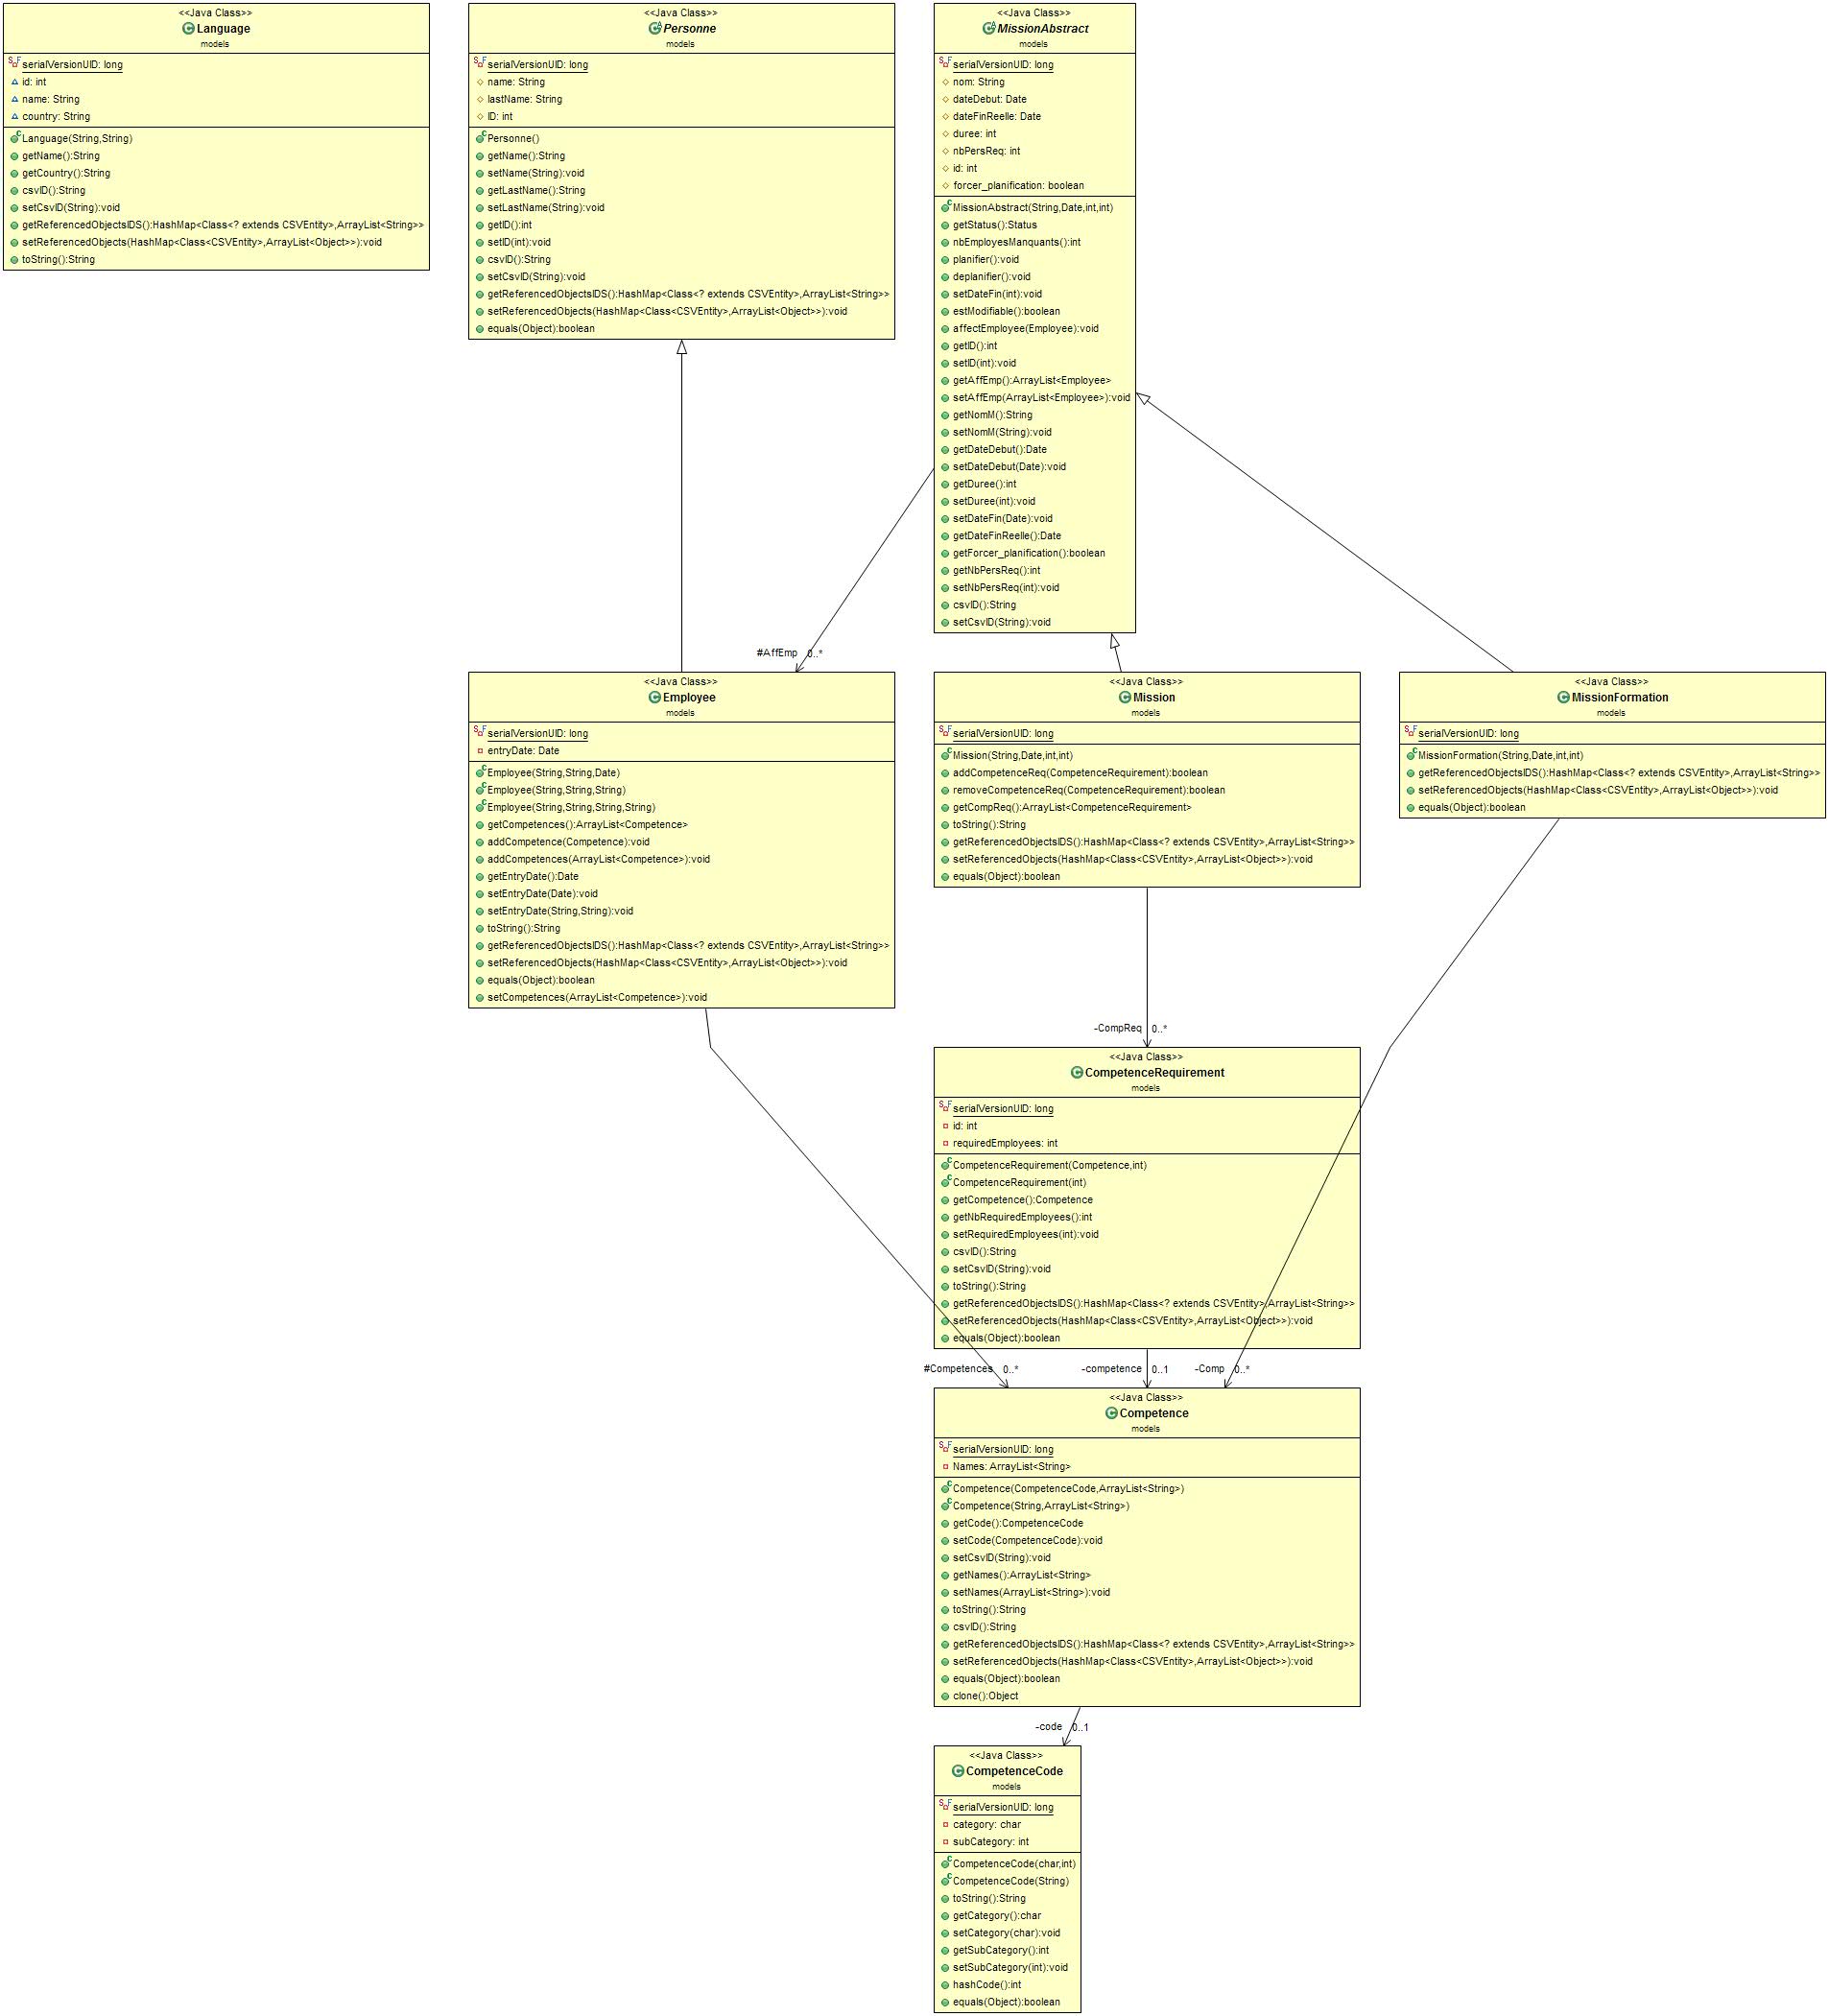 <<Java Class>>
Language
models
serialVersionUID: long
id: int
name: String
country: String
Language(String,String)
getName():String
getCountry():String
csvID():String
setCsvID(String):void
getReferencedObjectsIDS():HashMap<Class<? extends CSVEntity>,ArrayList<String>>
setReferencedObjects(HashMap<Class<CSVEntity>,ArrayList<Object>>):void
toString():String
<<Java Class>>
Personne
models
serialVersionUID: long
name: String
lastName: String
ID: int
Personne()
getName():String
setName(String):void
getLastName():String
setLastName(String):void
getID():int
setID(int):void
csvID():String
setCsvID(String):void
getReferencedObjectsIDS():HashMap<Class<? extends CSVEntity>,ArrayList<String>>
setReferencedObjects(HashMap<Class<CSVEntity>,ArrayList<Object>>):void
equals(Object):boolean
<<Java Class>>
MissionAbstract
models
serialVersionUID: long
nom: String
dateDebut: Date
dateFinReelle: Date
duree: int
nbPersReq: int
id: int
forcer_planification: boolean
MissionAbstract(String,Date,int,int)
getStatus():Status
nbEmployesManquants():int
planifier():void
deplanifier():void
setDateFin(int):void
estModifiable():boolean
affectEmployee(Employee):void
getID():int
setID(int):void
getAffEmp():ArrayList<Employee>
setAffEmp(ArrayList<Employee>):void
getNomM():String
setNomM(String):void
getDateDebut():Date
setDateDebut(Date):void
getDuree():int
setDuree(int):void
setDateFin(Date):void
getDateFinReelle():Date
getForcer_planification():boolean
getNbPersReq():int
setNbPersReq(int):void
csvID():String
setCsvID(String):void
#AffEmp 0..*
<<Java Class>>
Employee
models
serialVersionUID: long
entryDate: Date
Employee(String,String,Date)
Employee(String,String,String)
Employee(String,String,String,String)
getCompetences():ArrayList<Competence>
addCompetence(Competence):void
addCompetences(ArrayList<Competence>):void
getEntryDate():Date
setEntryDate(Date):void
setEntryDate(String,String):void
toString():String
getReferencedObjectsIDS():HashMap<Class<? extends CSVEntity>,ArrayList<String>>
setReferencedObjects(HashMap<Class<CSVEntity>,ArrayList<Object>>):void
equals(Object):boolean
setCompetences(ArrayList<Competence>):void
<<Java Class>>
Mission
models
serialVersionUID: long
Mission(String,Date,int,int)
addCompetenceReq(CompetenceRequirement):boolean
removeCompetenceReq(CompetenceRequirement):boolean
getCompReq():ArrayList<CompetenceRequirement>
toString():String
getReferencedObjectsIDS():HashMap<Class<? extends CSVEntity>,ArrayList<String>>
setReferencedObjects(HashMap<Class<CSVEntity>,ArrayList<Object>>):void
equals(Object):boolean
<<Java Class>>
MissionFormation
models
serialVersionUID: long
MissionFormation(String,Date,int,int)
getReferencedObjectsIDS():HashMap<Class<? extends CSVEntity>,ArrayList<String>>
setReferencedObjects(HashMap<Class<CSVEntity>,ArrayList<Object>>):void
equals(Object):boolean
-CompReq 0..*
<<Java Class>>
CompetenceRequirement
models
serialVersionUID: long
id: int
requiredEmployees: int
CompetenceRequirement(Competence,int)
CompetenceRequirement(int)
getCompetence():Competence
getNbRequiredEmployees():int
setRequiredEmployees(int):void
csvID():String
setCsvID(String):void
toString():String
getReferencedObjectsIDS():HashMap<Class<? extends CSVEntity>,ArrayList<String>>
setReferencedObjects(HashMap<Class<CSVEntity>,ArrayList<Object>>):void
equals(Object):boolean
#Competences 0..* -competence 0..1 -Comp 0..*
<<Java Class>>
Competence
models
serialVersionUID: long
Names: ArrayList<String>
Competence(CompetenceCode,ArrayList<String>)
Competence(String,ArrayList<String>)
getCode():CompetenceCode
setCode(CompetenceCode):void
setCsvID(String):void
getNames():ArrayList<String>
setNames(ArrayList<String>):void
toString():String
csvID():String
getReferencedObjectsIDS():HashMap<Class<? extends CSVEntity>,ArrayList<String>>
setReferencedObjects(HashMap<Class<CSVEntity>,ArrayList<Object>>):void
equals(Object):boolean
clone():Object
-code 0..1
<<Java Class>>
CompetenceCode
models
serialVersionUID: long
category: char
subCategory: int
CompetenceCode(char,int)
CompetenceCode(String)
toString():String
getCategory():char
setCategory(char):void
getSubCategory():int
setSubCategory(int):void
hashCode():int
equals(Object):boolean